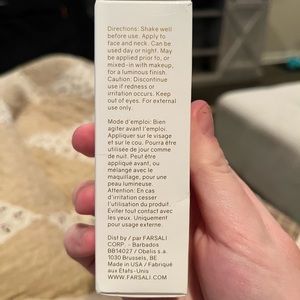 Directions: Shake well
before use. Apply to
face and neck. Can be
used day or night. May
be applied prior to, or
mixed-in with makeup,
for a luminous finish.
Caution: Discontinue
use if redness or
irritation occurs. Keep
out of eyes. For external
use only.
Mode d'emploi: Bien
agiter avant l'emploi.
Appliquer sur le visage
et sur le cou. Pourra être
utilisée de jour comme
de nuit. Peut être
appliqué avant, ou
mélange avec le
maquillage, pour une
peau lumineuse.
Attention: En cas
d'irritation cesser
l'utilisation du produit.
Éviter tout contact avec
les yeux. Uniquement
pour usage externe.
Dist by / par FARSALI
CORP. - Barbados
BB14027 / Obelis s.a.
1030 Brussels, BE
Made in USA / Fabriqué
aux États-Unis
WWW.FARSALI.COM